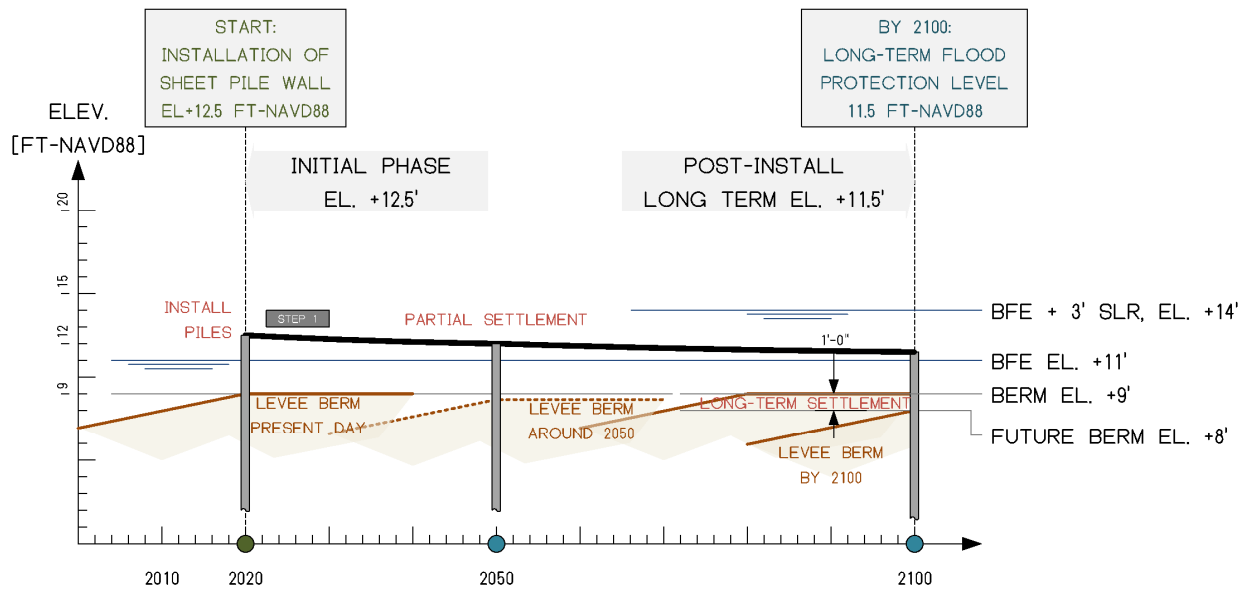 START:
INSTALLATION OF
SHEET PILE WALL
EL+12.5 FT-NAVD88
BY 2100:
LONG-TERM FLOOD
PROTECTION LEVEL
11.5 FT-NAVD88
ELEV.
[FT-NAVD88]
INITIAL PHASE
EL. +12.5'
POST-INSTALL
LONG TERM EL. +11.5'
20
15
12
9
INSTALL
PILES
STEP 1
PARTIAL SETTLEMENT
1'-0"
BFE + 3' SLR, EL. +14'
BFE EL. +11'
BERM EL. +9'
FUTURE BERM EL. +8'
LEVEE BERM
PRESENT DAY
LEVEE BERM
AROUND 2050
LONG-TERM SETTLEMENT
LEVEE BERM
BY 2100
2010
2020
2050
2100